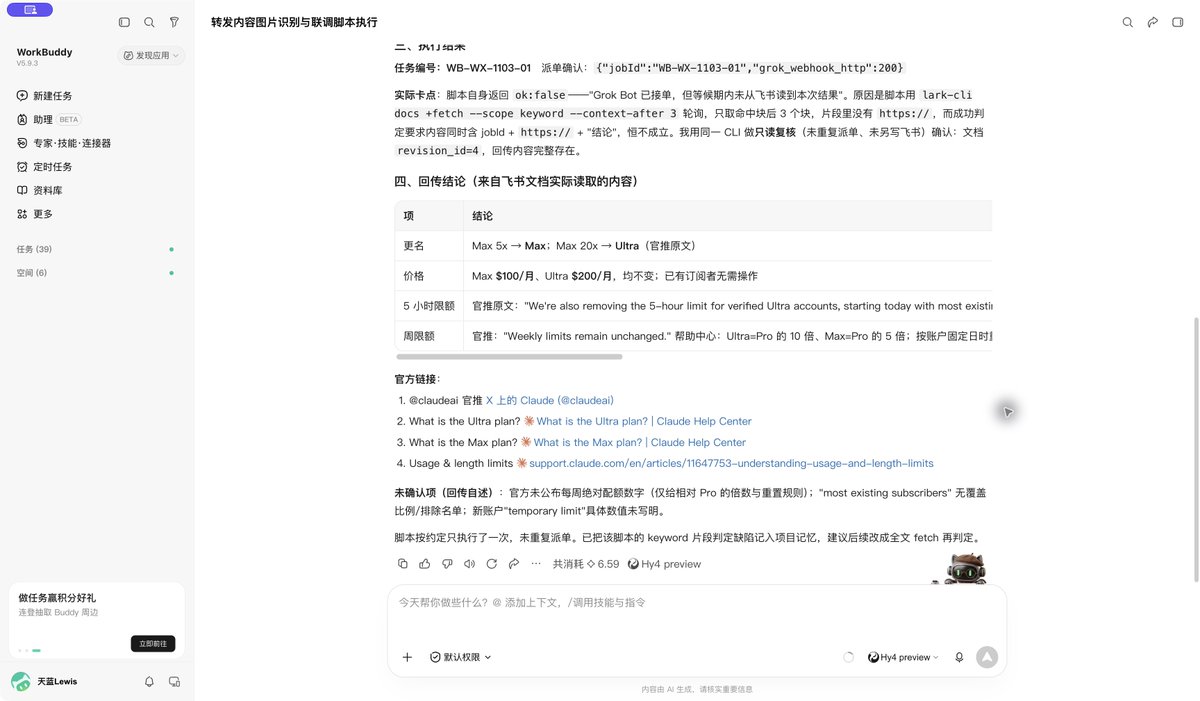 转发内容图片识别与联调脚本执行
WorkBuddy
V5.9.3
发现应用
新建任务
助理 BETA
专家·技能·连接器
定时任务
资料库
更多
任务 (39)
空间 (6)
做任务赢积分好礼
连登抽取 Buddy 周边
立即前往
天蓝Lewis
三、执行结果
任务编号：WB-WX-1103-01 派单确认：{"jobId":"WB-WX-1103-01","grok_webhook_http":200}
实际卡点：脚本自身返回 ok:false——"Grok Bot 已接单，但等候期内未从飞书读到本次结果"。原因是脚本用 lark-cli
docs +fetch --scope keyword --context-after 3 轮询，只取命中块后 3 个块，片段里没有 https://，而成功判
定要求内容同时含 jobId + https:// + "结论"，恒不成立。我用同一 CLI 做只读复核（未重复派单、未另写飞书）确认：文档
revision_id=4，回传内容完整存在。
四、回传结论（来自飞书文档实际读取的内容）
项 结论
更名 Max 5x → Max；Max 20x → Ultra（官推原文）
价格 Max $100/月、Ultra $200/月，均不变；已有订阅者无需操作
5 小时限额 官推原文："We're also removing the 5-hour limit for verified Ultra accounts, starting today with most existin
周限额 官推："Weekly limits remain unchanged." 帮助中心：Ultra=Pro 的 10 倍、Max=Pro 的 5 倍；按账户固定日时
官方链接：
1. @claudeai 官推 X 上的 Claude (@claudeai)
2. What is the Ultra plan? What is the Ultra plan? | Claude Help Center
3. What is the Max plan? What is the Max plan? | Claude Help Center
4. Usage & length limits support.claude.com/en/articles/11647753-understanding-usage-and-length-limits
未确认项（回传自述）：官方未公布每周绝对配额数字（仅给相对 Pro 的倍数与重置规则）；"most existing subscribers" 无覆盖
比例/排除名单；新账户"temporary limit"具体数值未写明。
脚本按约定只执行了一次，未重复派单。已把该脚本的 keyword 片段判定缺陷记入项目记忆，建议后续改成全文 fetch 再判定。
共消耗 6.59 Hy4 preview
今天帮你做些什么？@ 添加上下文，/调用技能与指令
默认权限
Hy4 preview
内容由 AI 生成，请核实重要信息